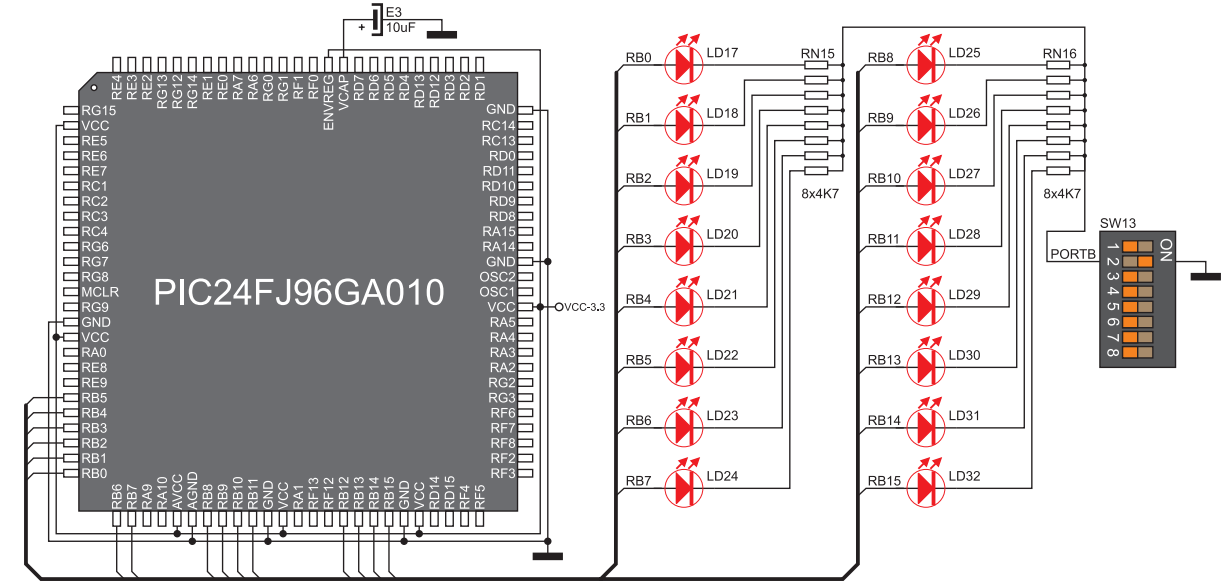 E3
+ 10uF
RE4 RE3 RE2 RG13 RG12 RG14 RE1 RE0 RA7 RA6 RG0 RG1 RF1 RF0 ENVREG VCAP RD7 RD6 RD5 RD4 RD13 RD12 RD3 RD2 RD1
RG15
VCC
RE5
RE6
RE7
RC1
RC2
RC3
RC4
RG6
RG7
RG8
MCLR
RG9
GND
VCC
RA0
RE8
RE9
RB5
RB4
RB3
RB2
RB1
RB0
PIC24FJ96GA010
GND
RC14
RC13
RD0
RD11
RD10
RD9
RD8
RA15
RA14
GND
OSC2
OSC1
VCC
RA5
RA4
RA3
RA2
RG2
RG3
RF6
RF7
RF8
RF2
RF3
VCC-3.3
RB6 RB7 RA9 RA10 AVCC AGND RB8 RB9 RB10 RB11 GND VCC RA1 RF13 RF12 RB12 RB13 RB14 RB15 GND VCC RD14 RD15 RF4 RF5
RB0 LD17
RB1 LD18
RB2 LD19
RB3 LD20
RB4 LD21
RB5 LD22
RB6 LD23
RB7 LD24
RN15
8x4K7
RB8 LD25
RB9 LD26
RB10 LD27
RB11 LD28
RB12 LD29
RB13 LD30
RB14 LD31
RB15 LD32
RN16
8x4K7
SW13
PORTB
ON
1
2
3
4
5
6
7
8